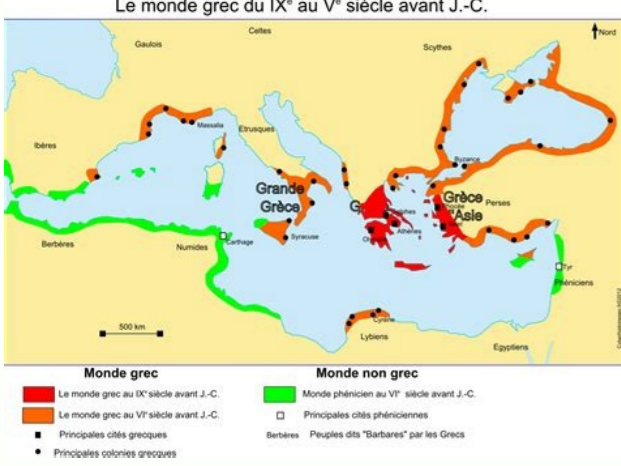 Le monde grec du IXe au Ve siècle avant J.-C.
Nord
Celtes
Gaulois
Scythes
Massalia
Etrusques
Ibères
Byzance
Grande
Grèce
G
Delphes
Grèce
Perses
Phocée
Asie
Athènes
Syracuse
Berbères
Numides
Carthage
Tyr
Phéniciens
Cyrène
500 km
Lybiens
Egyptiens
Monde grec
Monde non grec
Le monde grec au IXe siècle avant J.-C.
Monde phénicien au VIe siècle avant J.-C.
Le monde grec au VIe siècle avant J.-C.
Principales cités phéniciennes
Principales cités grecques
Berbères Peuples dits "Barbares" par les Grecs
Principales colonies grecques